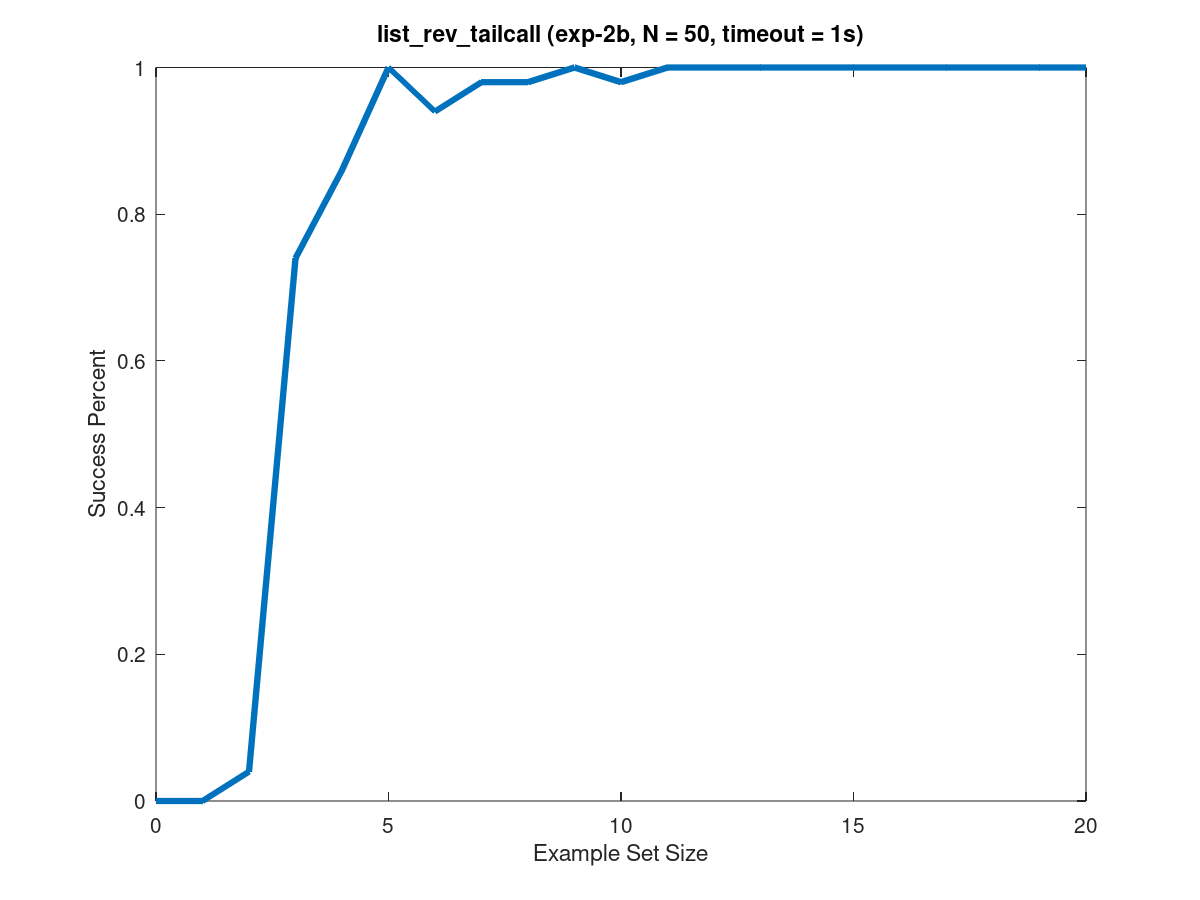 list_rev_tailcall (exp-2b, N = 50, timeout = 1s)
1
0.8
0.6
0.4
0.2
0
Success Percent
0 5 10 15 20
Example Set Size